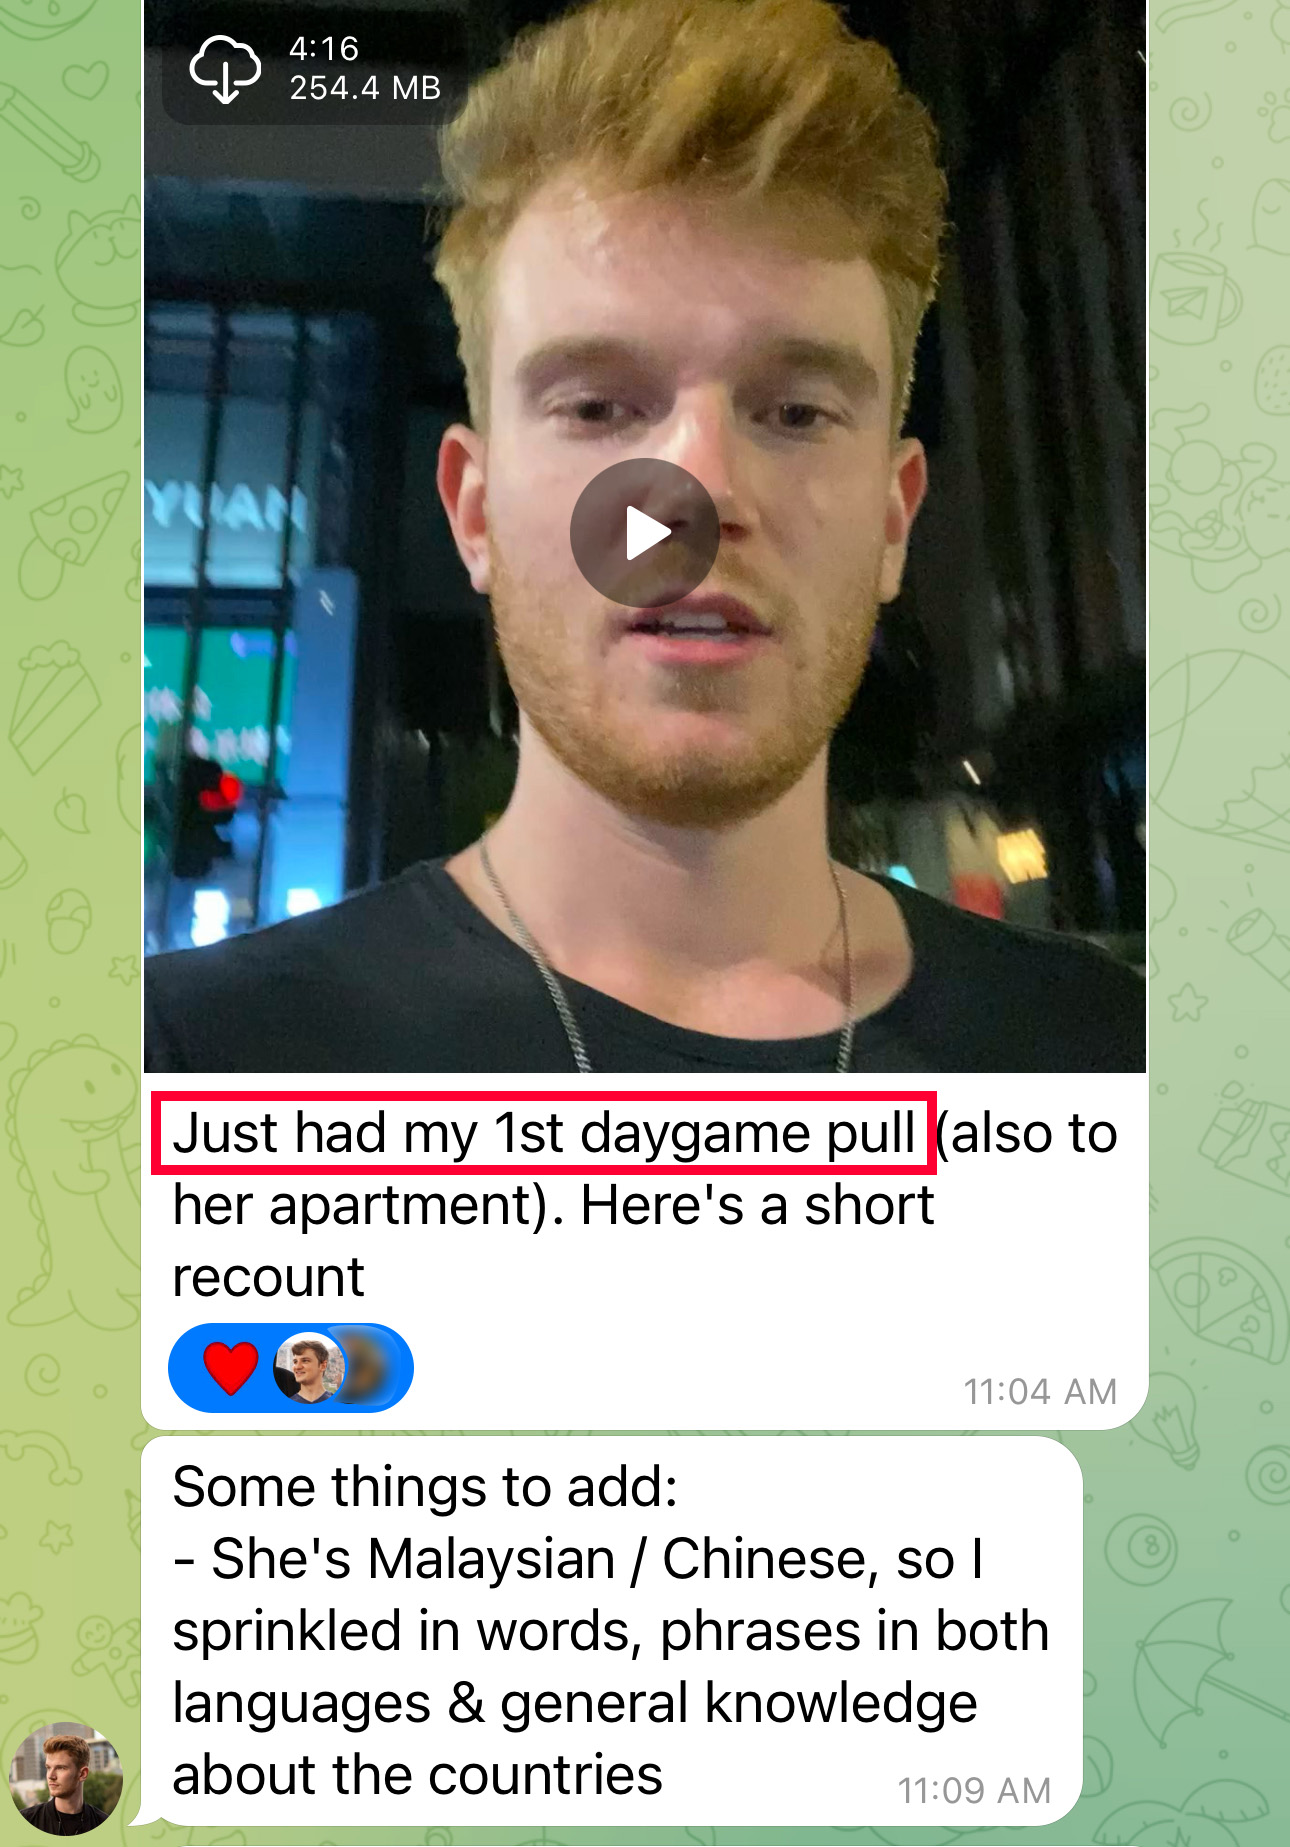 4:16
254.4 MB
YUAN
Just had my 1st daygame pull (also to
her apartment). Here's a short
recount
11:04 AM
Some things to add:
- She's Malaysian / Chinese, so I
sprinkled in words, phrases in both
languages & general knowledge
about the countries
11:09 AM
8